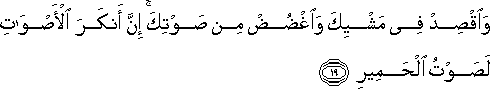 وَٱقْصِدْ فِى مَشْيِكَ وَٱغْضُضْ مِن صَوْتِكَ ۚ إِنَّ أَنكَرَ ٱلْأَصْوَٰتِ
لَصَوْتُ ٱلْحَمِيرِ ١٩